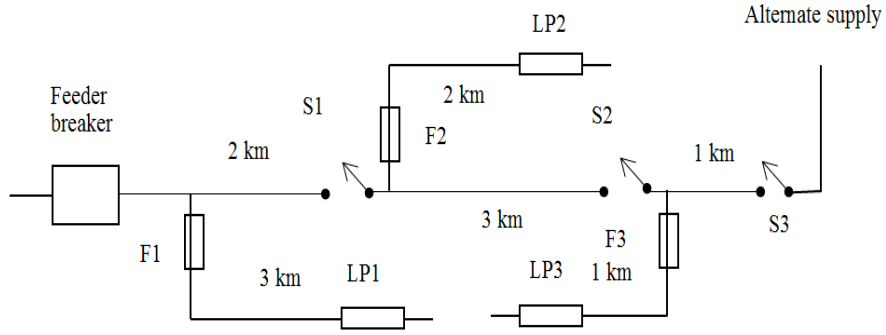 Alternate supply
LP2
Feeder
breaker
S1
2 km
F2
S2
2 km
1 km
3 km
S3
F1
F3
3 km
LP1
LP3
1 km